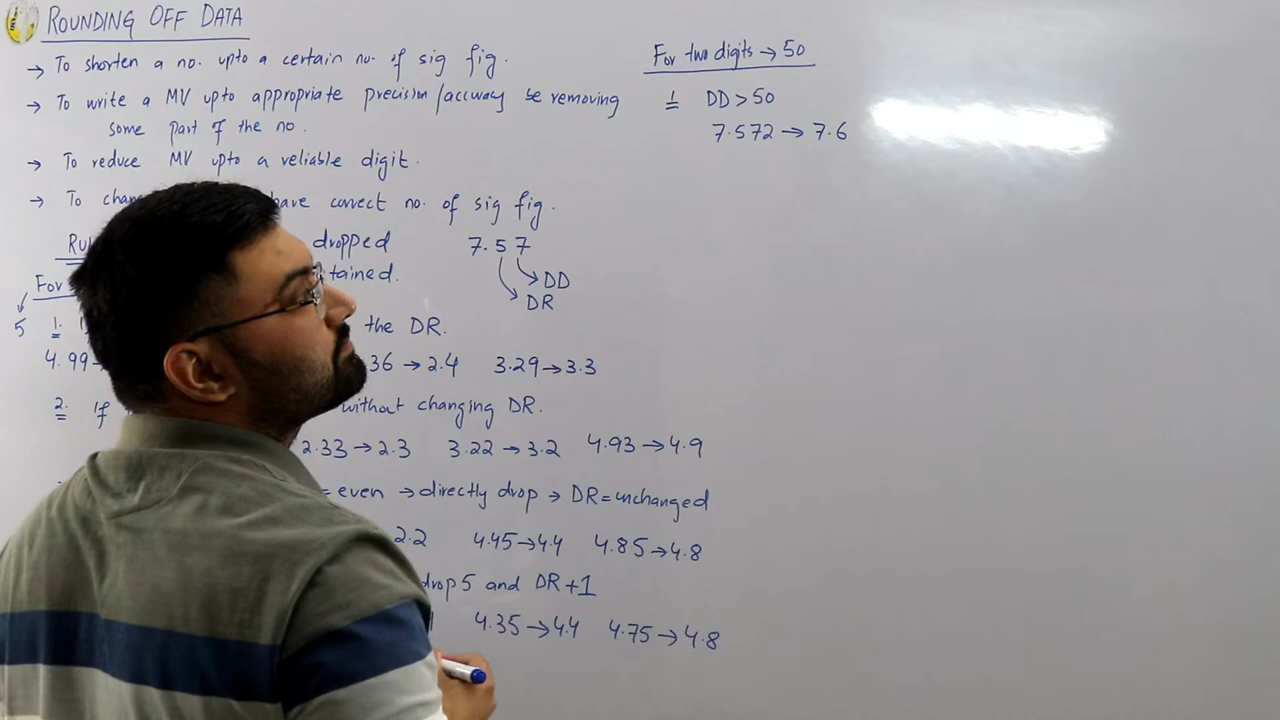 ROUNDING OFF DATA
→ To shorten a no. upto a certain no. of sig fig.
→ To write a MV upto appropriate precision/accuracy be removing
some part of the no.
→ To reduce MV upto a reliable digit.
→ To have correct no. of sig fig.
dropped
7.57
DD
DR
For
5 1. the DR.
4.99 36 → 2.4 3.29 → 3.3
2. If without changing DR.
2.33 → 2.3 3.22 → 3.2 4.93 → 4.9
= even → directly drop → DR = unchanged
2.2 4.45 → 4.4 4.85 → 4.8
drop 5 and DR + 1
4.35 → 4.4 4.75 → 4.8
For two digits → 50
1 DD > 50
7.572 → 7.6